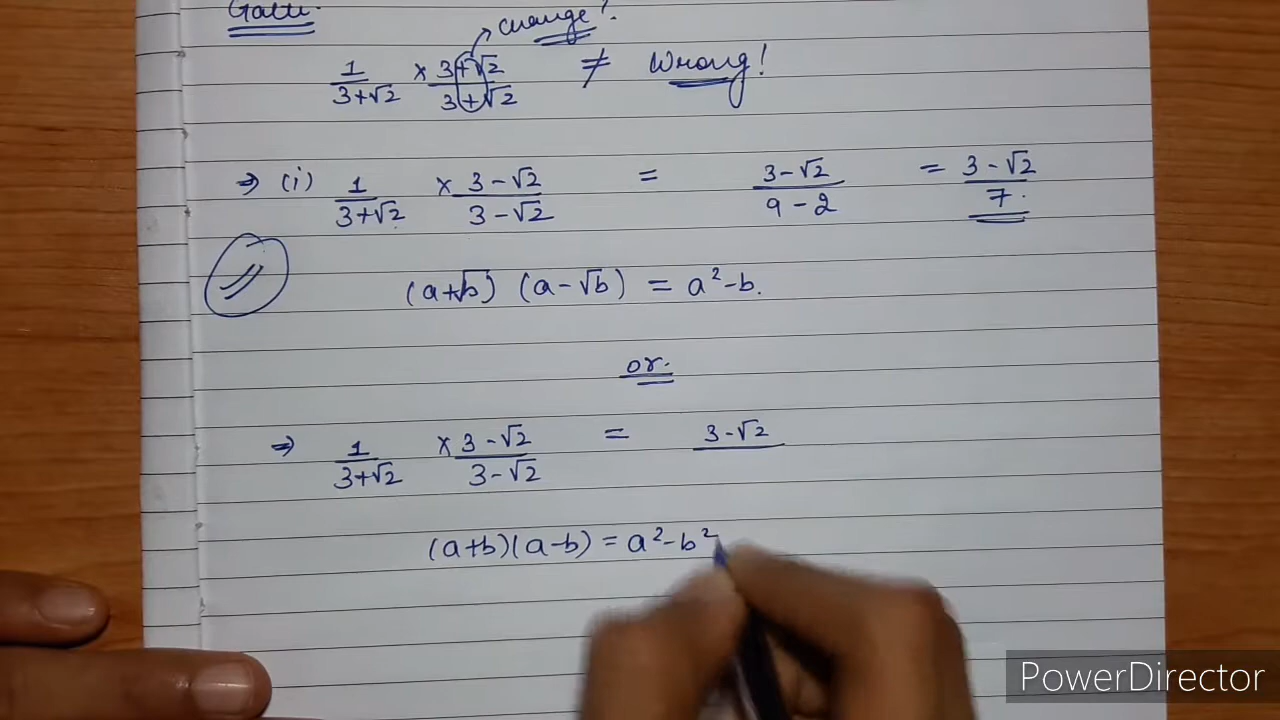 change!
1/3+√2 × 3+√2/3+√2 ≠ Wrong!
⇒ (i) 1/3+√2 × 3-√2/3-√2 = 3-√2/9-2 = 3-√2/7.
(a+√b) (a-√b) = a²-b.
or.
⇒ 1/3+√2 × 3-√2/3-√2 = 3-√2
(a+b)(a-b) = a²-b²
PowerDirector